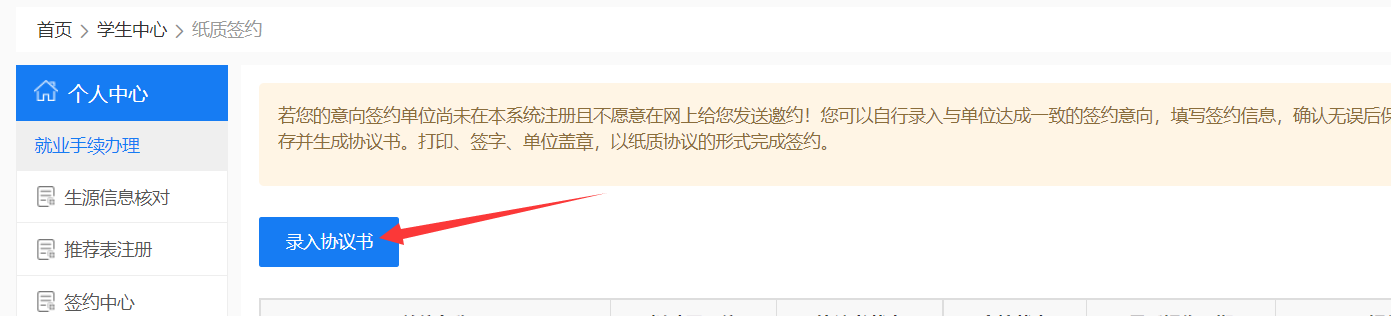 首页 > 学生中心 > 纸质签约
个人中心
就业手续办理
生源信息核对
推荐表注册
签约中心
若您的意向签约单位尚未在本系统注册且不愿意在网上给您发送邀约！您可以自行录入与单位达成一致的签约意向，填写签约信息，确认无误后保
存并生成协议书。打印、签字、单位盖章，以纸质协议的形式完成签约。
录入协议书